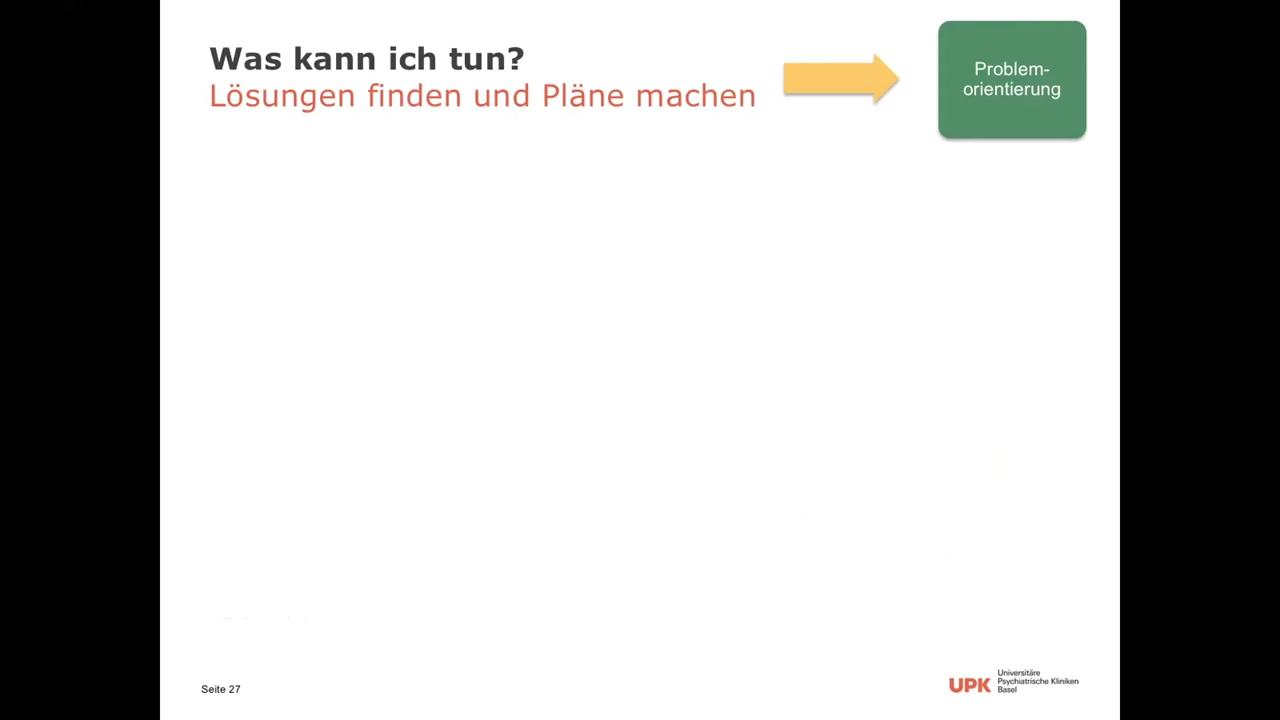 Was kann ich tun?
Lösungen finden und Pläne machen
Problem-
orientierung
Seite 27
UPK
Universitäre
Psychiatrische Kliniken
Basel